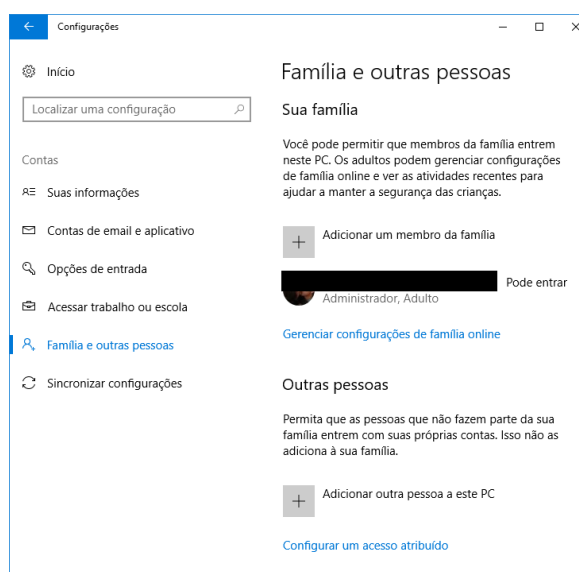 Configurações
Início
Localizar uma configuração
Contas
Suas informações
Contas de email e aplicativo
Opções de entrada
Acessar trabalho ou escola
Família e outras pessoas
Sincronizar configurações
Família e outras pessoas
Sua família
Você pode permitir que membros da família entrem
neste PC. Os adultos podem gerenciar configurações
de família online e ver as atividades recentes para
ajudar a manter a segurança das crianças.
Adicionar um membro da família
Pode entrar
Administrador, Adulto
Gerenciar configurações de família online
Outras pessoas
Permita que as pessoas que não fazem parte da sua
família entrem com suas próprias contas. Isso não as
adiciona à sua família.
Adicionar outra pessoa a este PC
Configurar um acesso atribuído